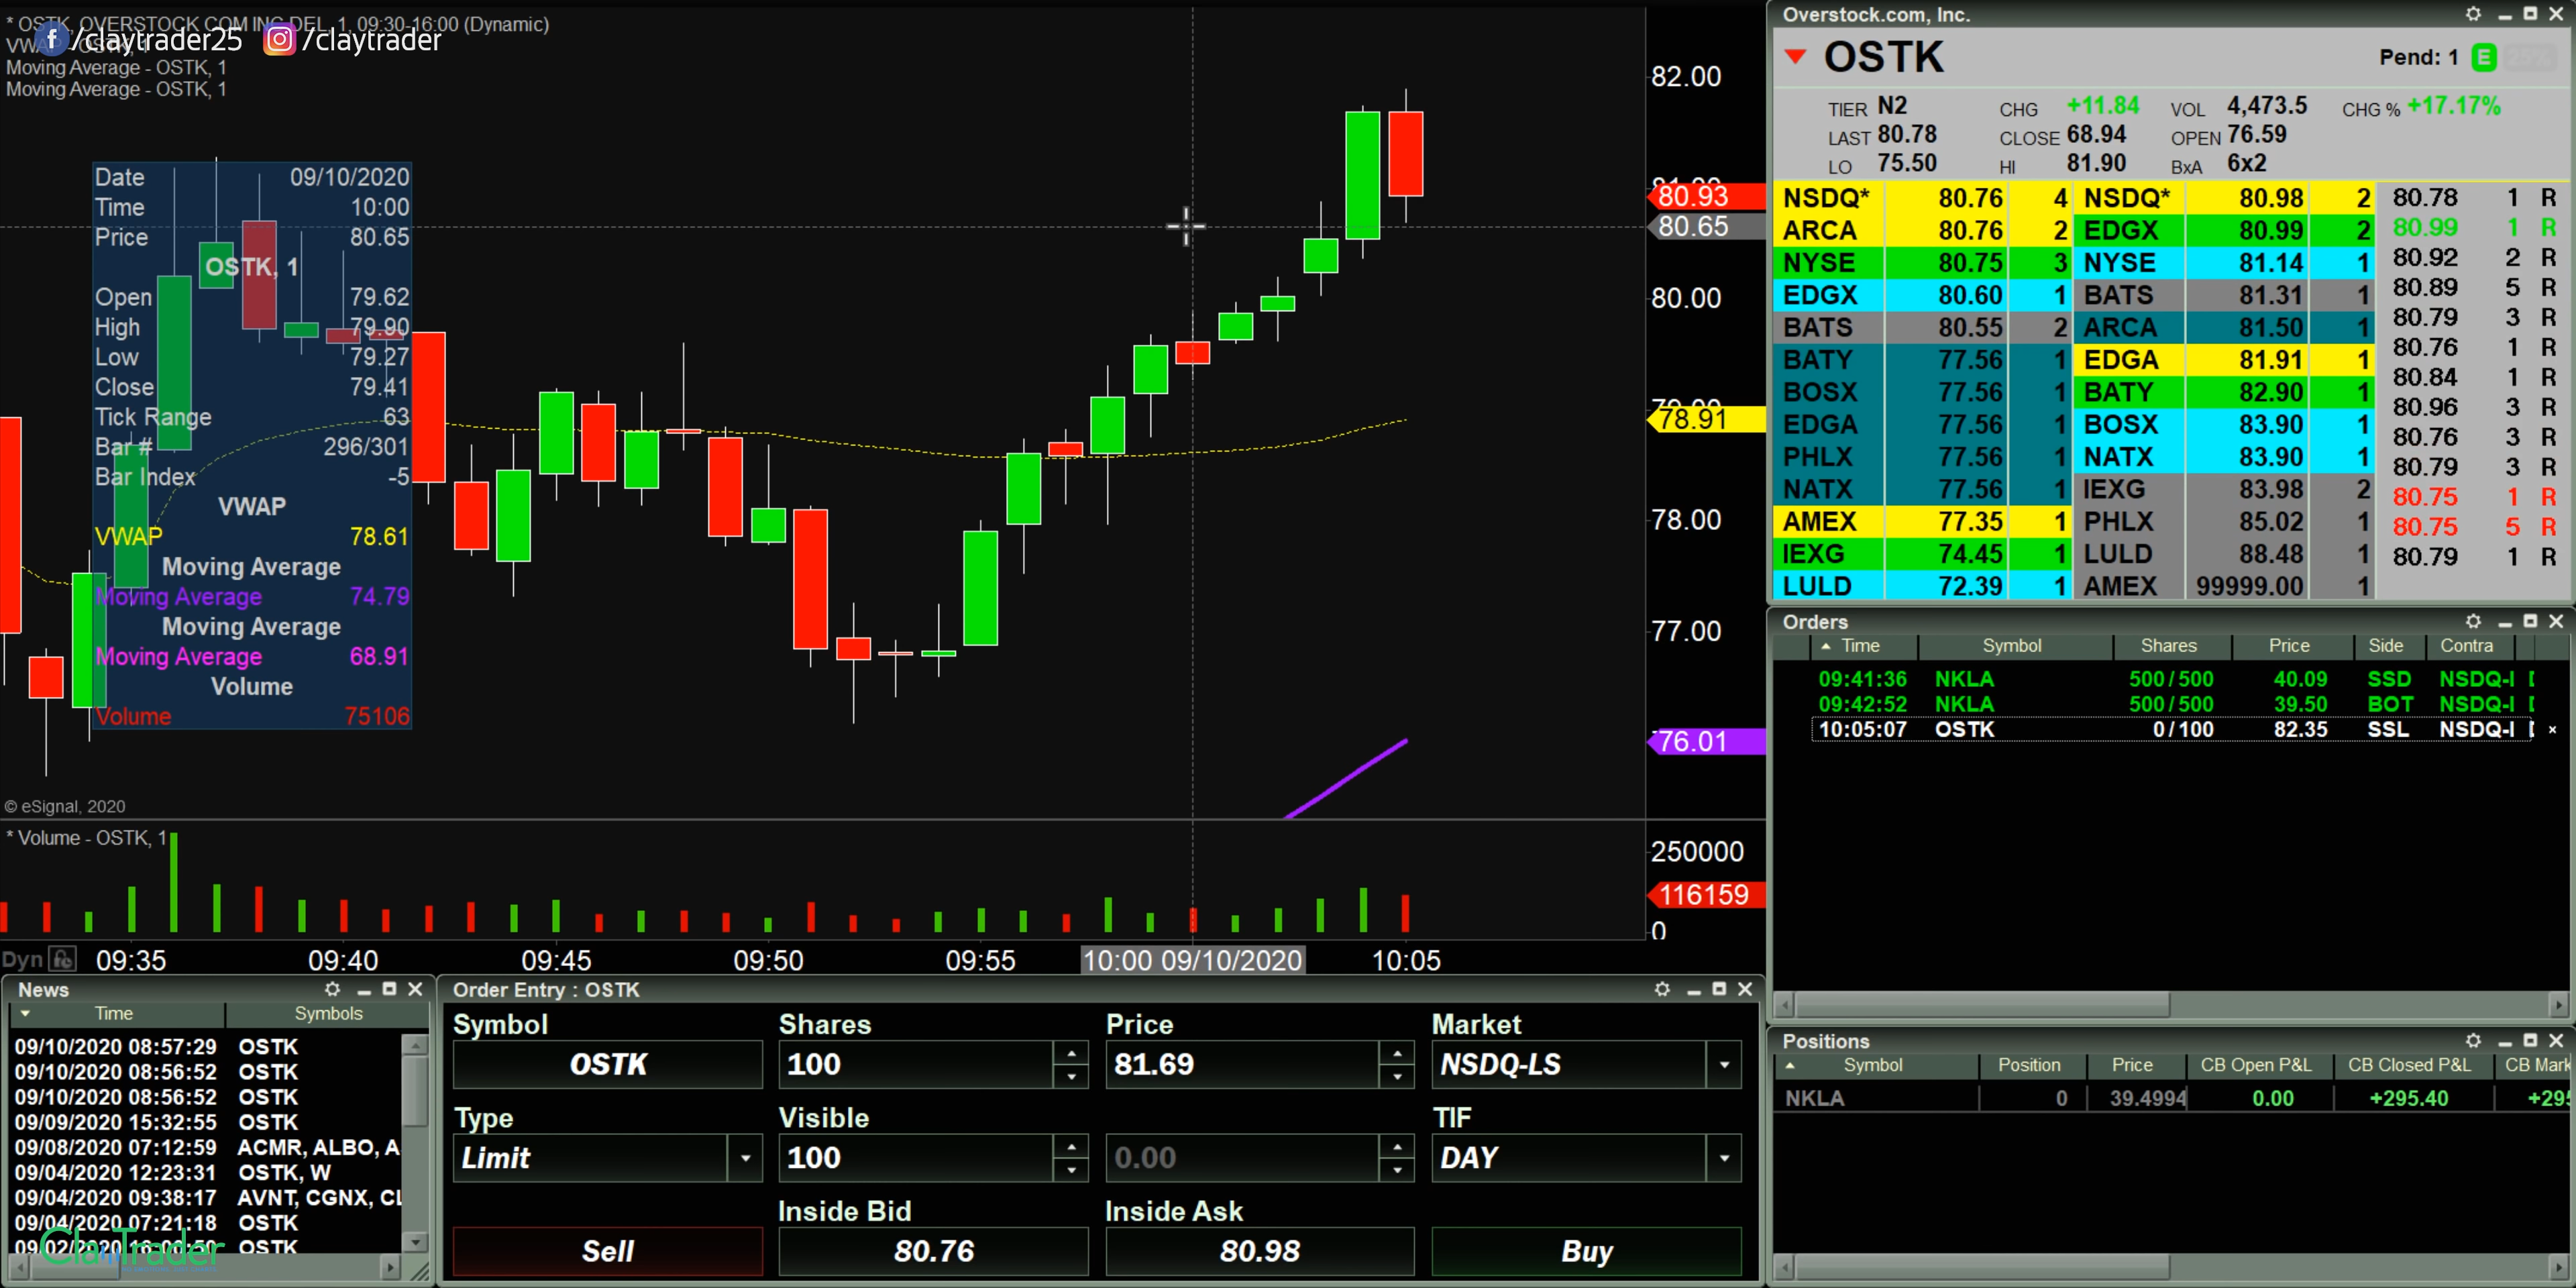 * OSTK, OVERSTOCK COM INC DEL, 1, 09:30-16:00 (Dynamic)
/claytrader25 /claytrader
VWAP - OSTK, 1
Moving Average - OSTK, 1
Moving Average - OSTK, 1
Date 09/10/2020
Time 10:00
Price 80.65
OSTK, 1
Open 79.62
High 79.90
Low 79.27
Close 79.41
Tick Range 63
Bar # 296/301
Bar Index -5
VWAP
VWAP 78.61
Moving Average
Moving Average 74.79
Moving Average
Moving Average 68.91
Volume
Volume 75106
82.00
80.93
80.65
80.00
78.91
78.00
77.00
76.01
© eSignal, 2020
* Volume - OSTK, 1
250000
116159
0
Dyn 09:35 09:40 09:45 09:50 09:55 10:00 09/10/2020 10:05
Overstock.com, Inc.
OSTK Pend: 1 E
TIER N2 CHG +11.84 VOL 4,473.5 CHG % +17.17%
LAST 80.78 CLOSE 68.94 OPEN 76.59
LO 75.50 HI 81.90 BxA 6x2
NSDQ* 80.76 4 NSDQ* 80.98 2
ARCA 80.76 2 EDGX 80.99 2
NYSE 80.75 3 NYSE 81.14 1
EDGX 80.60 1 BATS 81.31 1
BATS 80.55 2 ARCA 81.50 1
BATY 77.56 1 EDGA 81.91 1
BOSX 77.56 1 BATY 82.90 1
EDGA 77.56 1 BOSX 83.90 1
PHLX 77.56 1 NATX 83.90 1
NATX 77.56 1 IEXG 83.98 2
AMEX 77.35 1 PHLX 85.02 1
IEXG 74.45 1 LULD 88.48 1
LULD 72.39 1 AMEX 99999.00 1
80.78 1 R
80.99 1 R
80.92 2 R
80.89 5 R
80.79 3 R
80.76 1 R
80.84 1 R
80.96 3 R
80.76 3 R
80.79 3 R
80.75 1 R
80.75 5 R
80.79 1 R
Orders
Time Symbol Shares Price Side Contra
09:41:36 NKLA 500/500 40.09 SSD NSDQ-I
09:42:52 NKLA 500/500 39.50 BOT NSDQ-I
10:05:07 OSTK 0/100 82.35 SSL NSDQ-I
Positions
Symbol Position Price CB Open P&L CB Closed P&L CB Mark
NKLA 0 39.4994 0.00 +295.40 +295
News
Time Symbols
09/10/2020 08:57:29 OSTK
09/10/2020 08:56:52 OSTK
09/10/2020 08:56:52 OSTK
09/09/2020 15:32:55 OSTK
09/08/2020 07:12:59 ACMR, ALBO, A
09/04/2020 12:23:31 OSTK, W
09/04/2020 09:38:17 AVNT, CGNX, CL
09/04/2020 07:21:18 OSTK
09/02/2020 OSTK
ClayTrader
Order Entry : OSTK
Symbol Shares Price Market
OSTK 100 81.69 NSDQ-LS
Type Visible TIF
Limit 100 0.00 DAY
Inside Bid Inside Ask
Sell 80.76 80.98 Buy